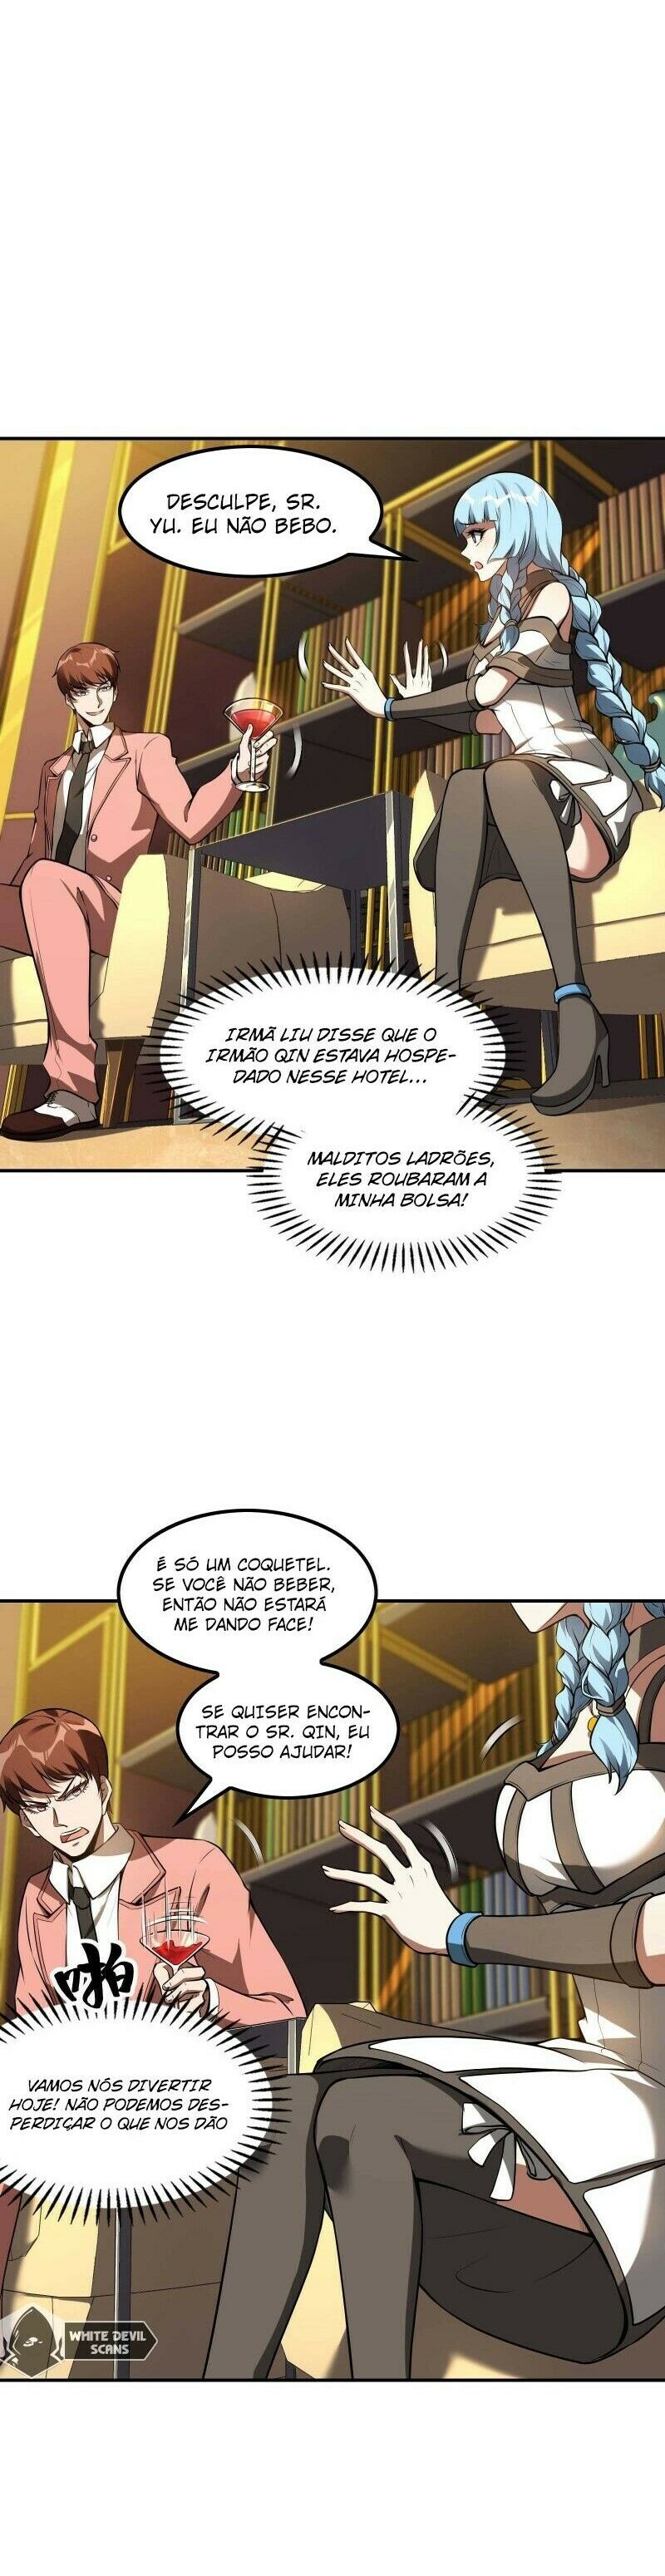 DESCULPE, SR.
YU. EU NÃO BEBO.
IRMÃ LIU DISSE QUE O
IRMÃO QIN ESTAVA HOSPE-
DADO NESSE HOTEL...
MALDITOS LADRÕES,
ELES ROUBARAM A
MINHA BOLSA!
É SÓ UM COQUETEL.
SE VOCÊ NÃO BEBER,
ENTÃO NÃO ESTARÁ
ME DANDO FACE!
SE QUISER ENCON-
TRAR O SR. QIN, EU
POSSO AJUDAR!
啪
VAMOS NÓS DIVERTIR
HOJE! NÃO PODEMOS DES-
PERDIÇAR O QUE NOS DÃO
WHITE DEVIL
SCANS